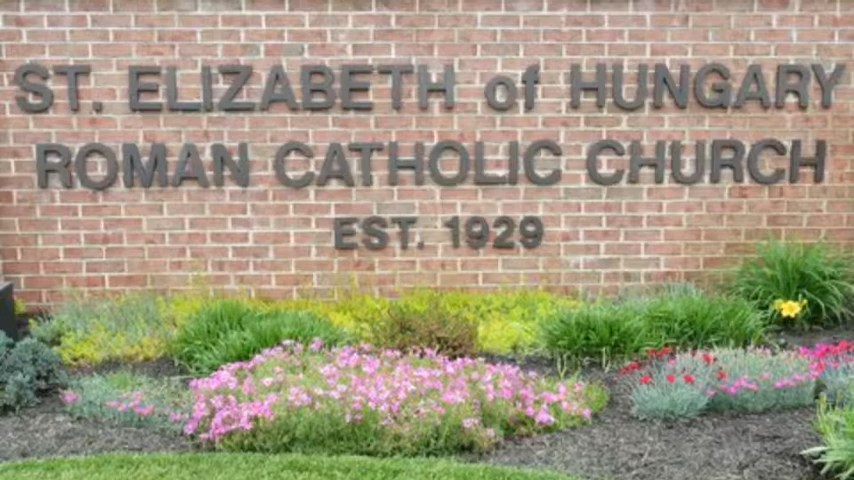 ST. ELIZABETH of HUNGARY
ROMAN CATHOLIC CHURCH
EST. 1929